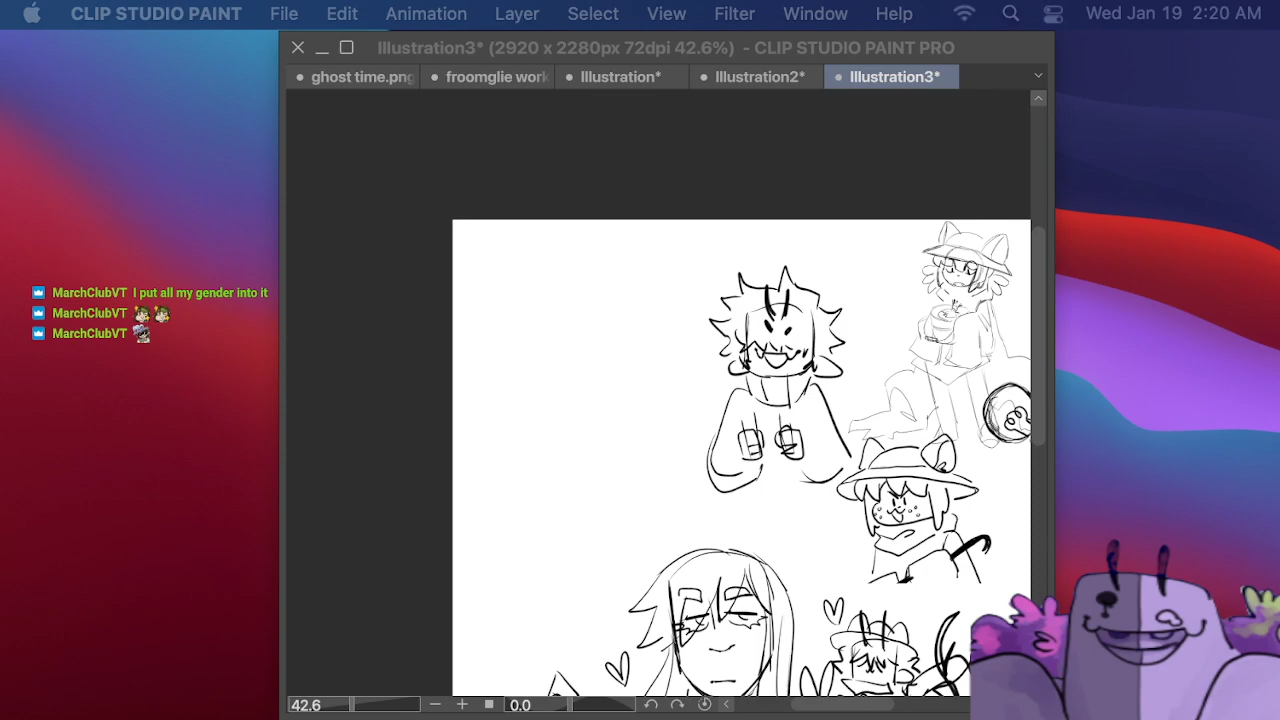 CLIP STUDIO PAINT File Edit Animation Layer Select View Filter Window Help Wed Jan 19 2:20 AM
Illustration3* (2920 x 2280px 72dpi 42.6%) - CLIP STUDIO PAINT PRO
ghost time.png froomglie work Illustration* Illustration2* Illustration3*
MarchClubVT I put all my gender into it
MarchClubVT
MarchClubVT
42.6 0.0